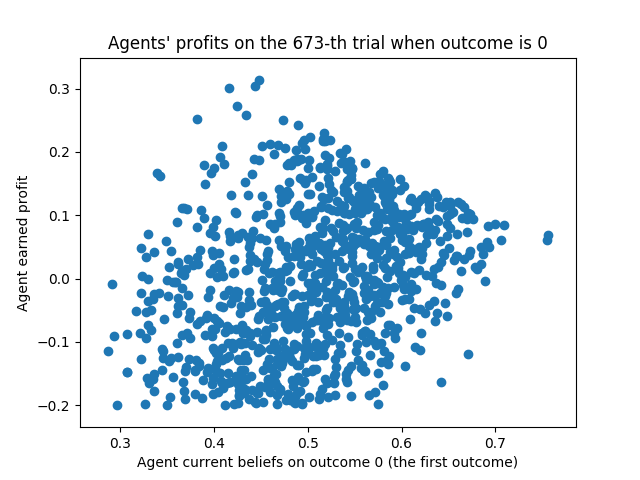 Agents' profits on the 673-th trial when outcome is 0
0.3
0.2
0.1
0.0
−0.1
−0.2
Agent earned profit
0.3 0.4 0.5 0.6 0.7
Agent current beliefs on outcome 0 (the first outcome)